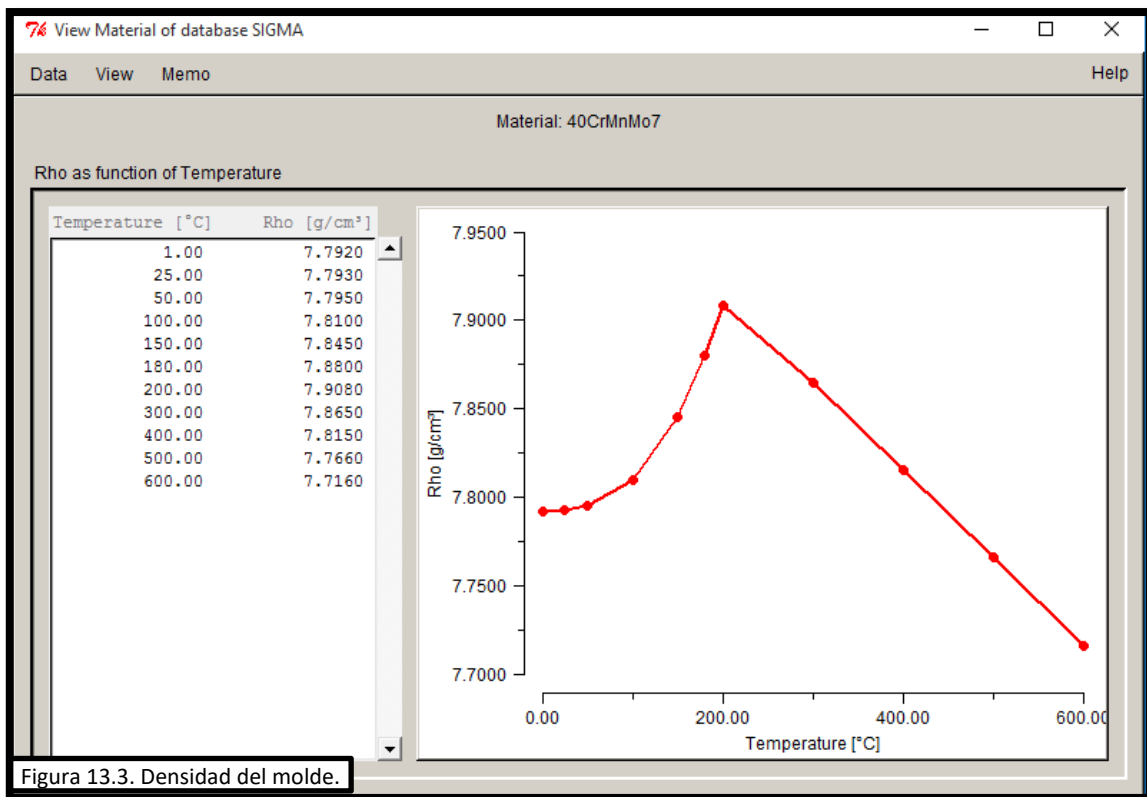 View Material of database SIGMA
Data View Memo Help
Material: 40CrMnMo7
Rho as function of Temperature
Temperature [°C] Rho [g/cm³]
1.00 7.7920
25.00 7.7930
50.00 7.7950
100.00 7.8100
150.00 7.8450
180.00 7.8800
200.00 7.9080
300.00 7.8650
400.00 7.8150
500.00 7.7660
600.00 7.7160
7.9500
7.9000
7.8500
7.8000
7.7500
7.7000
Rho [g/cm³]
0.00 200.00 400.00 600.00
Temperature [°C]
Figura 13.3. Densidad del molde.